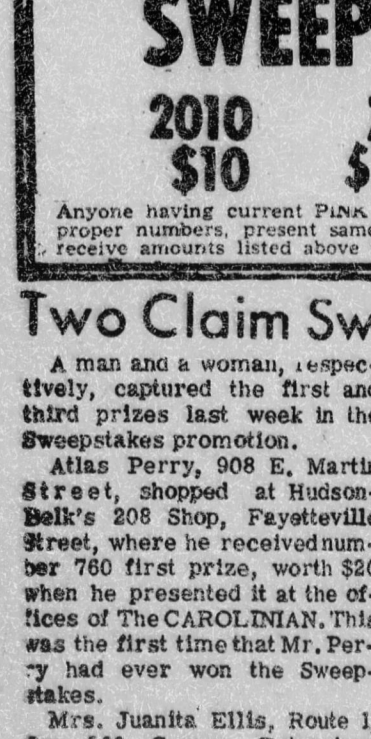 SWEEP
2010
$10 $
Anyone having current PINK
proper numbers, present same
receive amounts listed above
Two Claim Sw
A man and a woman, respec-
tively, captured the first and
third prizes last week in the
Sweepstakes promotion.
Atlas Perry, 908 E. Martin
Street, shopped at Hudson-
Belk's 208 Shop, Fayetteville
Street, where he received num-
ber 760 first prize, worth $20
when he presented it at the of-
fices of The CAROLINIAN. This
was the first time that Mr. Per-
ry had ever won the Sweep-
stakes.
Mrs. Juanita Ellis, Route 1